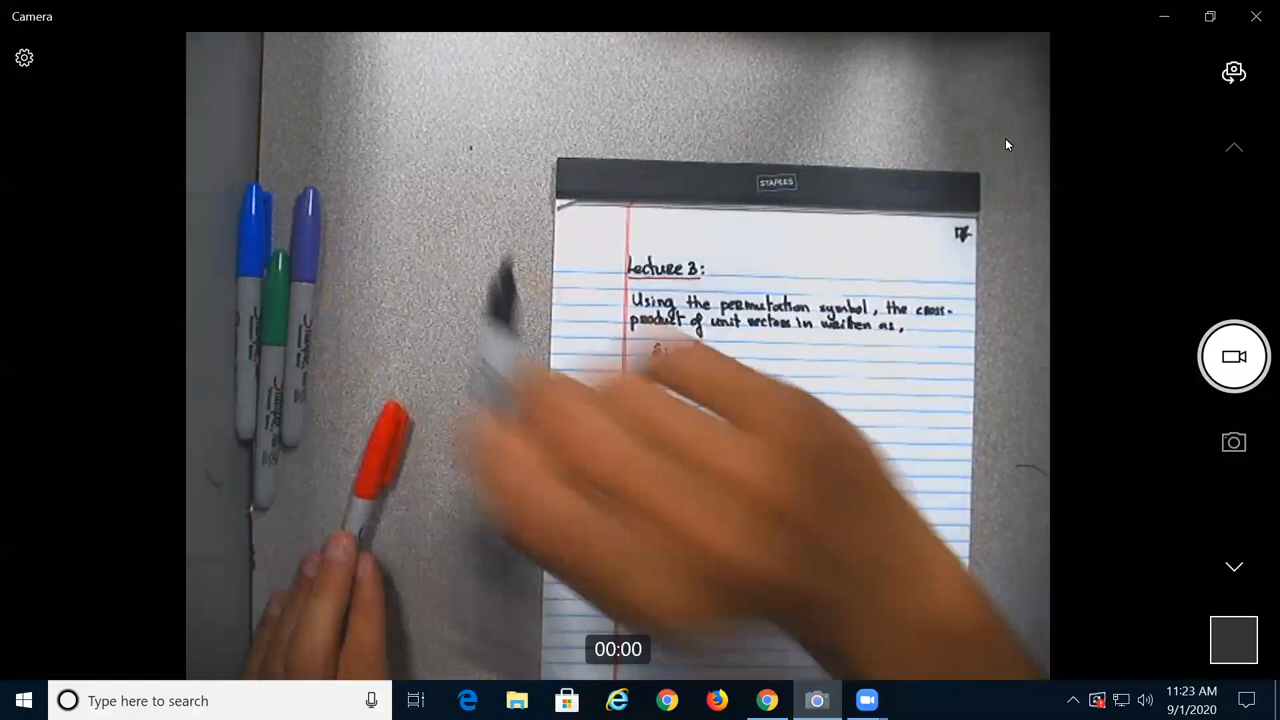 Camera
STAPLES
Lecture 3:
Using the permutation symbol, the cross-
product of unit vectors in written as,
00:00
Type here to search
11:23 AM
9/1/2020